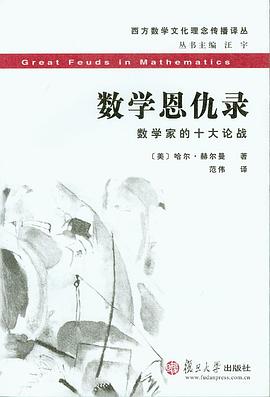 西方数学文化理念传播译丛
丛书主编 汪宇
Great Feuds in Mathematics
数学恩仇录
数学家的十大论战
〔美〕哈尔·赫尔曼 著
范伟 译
复旦大学出版社
www.fudanpress.com.cn